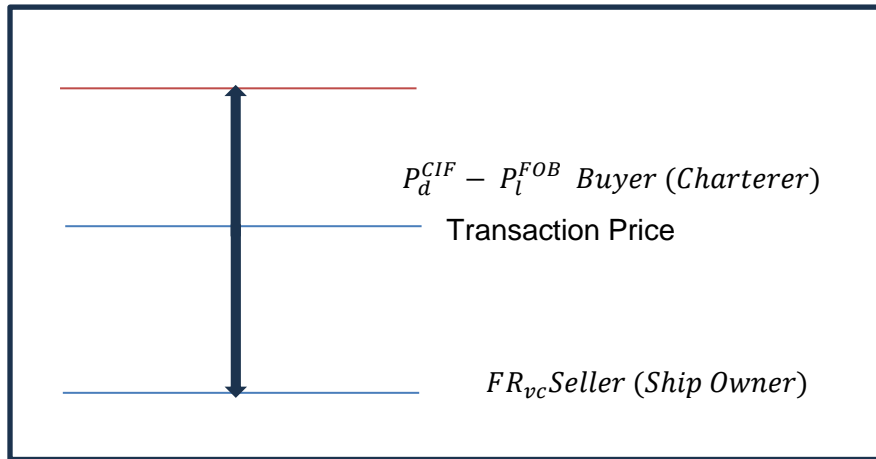 P_d^{CIF} − P_l^{FOB} Buyer (Charterer)
Transaction Price
FR_{vc}Seller (Ship Owner)